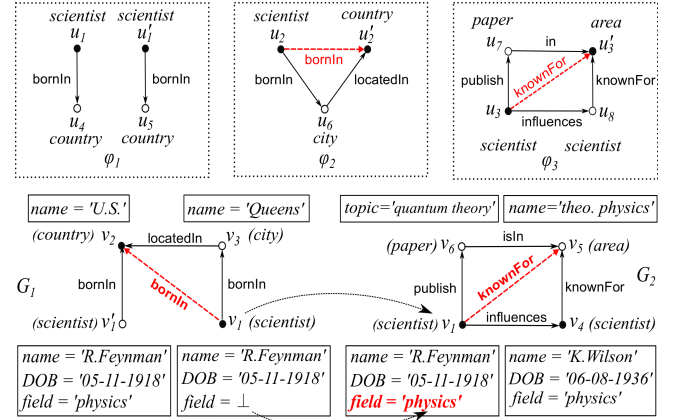 scientist scientist
u₁ u₁′
bornIn bornIn
u₄ u₅
country country
φ₁
scientist country
u₂ u₂′
bornIn
bornIn locatedIn
u₆
city
φ₂
paper area
u₇ in u₃′
publish knownFor knownFor
u₃ influences u₈
scientist scientist
φ₃
name = 'U.S.' name = 'Queens'
(country) v₂ locatedIn v₃ (city)
G₁ bornIn bornIn bornIn
(scientist) v₁′ v₁ (scientist)
name = 'R.Feynman' name = 'R.Feynman'
DOB = '05-11-1918' DOB = '05-11-1918'
field = 'physics' field = ⊥
topic='quantum theory' name='theo. physics'
(paper) v₆ isIn v₅ (area)
publish knownFor knownFor G₂
(scientist) v₁ influences v₄ (scientist)
name = 'R.Feynman' name = 'K.Wilson'
DOB = '05-11-1918' DOB = '06-08-1936'
field = 'physics' field = 'physics'